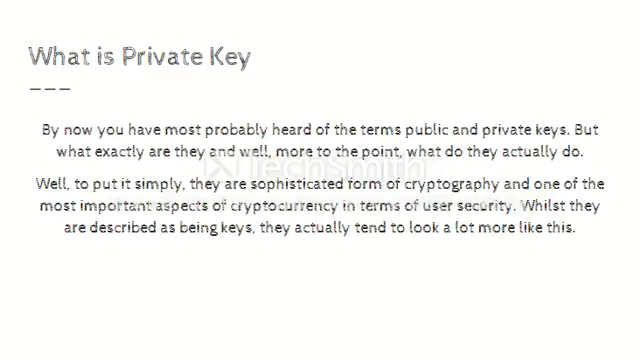 What is Private Key
———
By now you have most probably heard of the terms public and private keys. But
what exactly are they and well, more to the point, what do they actually do.
TechSmith
Well, to put it simply, they are sophisticated form of cryptography and one of the
most important aspects of cryptocurrency in terms of user security. Whilst they
are described as being keys, they actually tend to look a lot more like this.